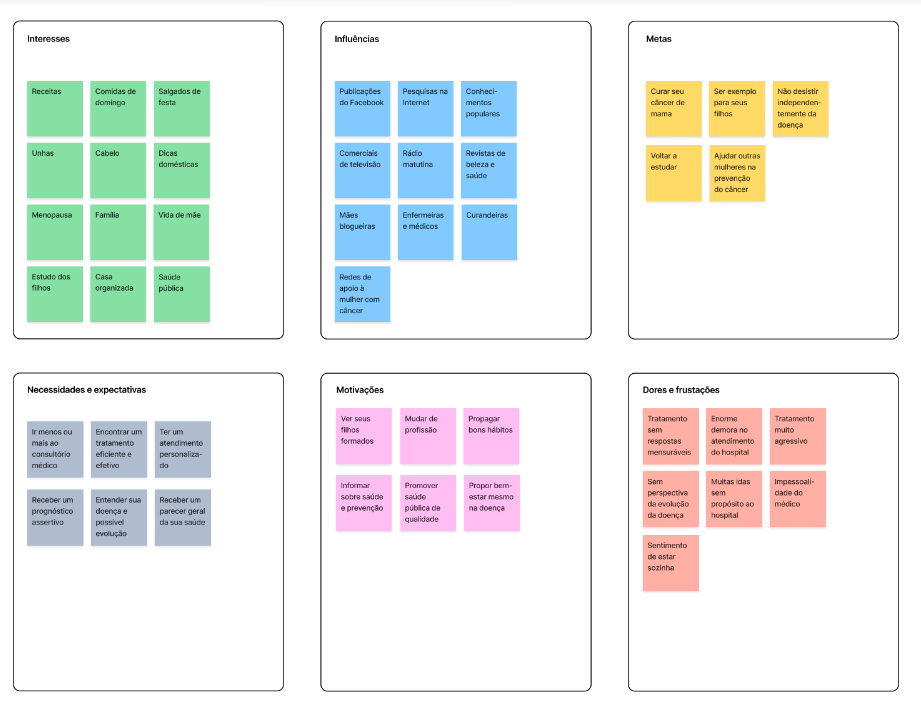 Interesses
Receitas
Comidas de
domingo
Salgados de
festa
Unhas
Cabelo
Dicas
domésticas
Menopausa
Família
Vida de mãe
Estudo dos
filhos
Casa
organizada
Saúde
pública
Influências
Publicações
do Facebook
Pesquisas na
Internet
Conheci-
mentos
populares
Comerciais
de televisão
Rádio
matutina
Revistas de
beleza e
saúde
Mães
blogueiras
Enfermeiras
e médicos
Curandeiras
Redes de
apoio à
mulher com
câncer
Metas
Curar seu
câncer de
mama
Ser exemplo
para seus
filhos
Não desistir
independen-
temente da
doença
Voltar a
estudar
Ajudar outras
mulheres na
prevenção
do câncer
Necessidades e expectativas
Ir menos ou
mais ao
consultório
médico
Encontrar um
tratamento
eficiente e
efetivo
Ter um
atendimento
personaliza-
do
Receber um
prognóstico
assertivo
Entender sua
doença e
possível
evolução
Receber um
parecer geral
da sua saúde
Motivações
Ver seus
filhos
formados
Mudar de
profissão
Propagar
bons hábitos
Informar
sobre saúde
e prevenção
Promover
saúde
pública de
qualidade
Propor bem-
estar mesmo
na doença
Dores e frustações
Tratamento
sem
respostas
mensuráveis
Enorme
demora no
atendimento
do hospital
Tratamento
muito
agressivo
Sem
perspectiva
da evolução
da doença
Muitas idas
sem
propósito ao
hospital
Impessoali-
dade do
médico
Sentimento
de estar
sozinha